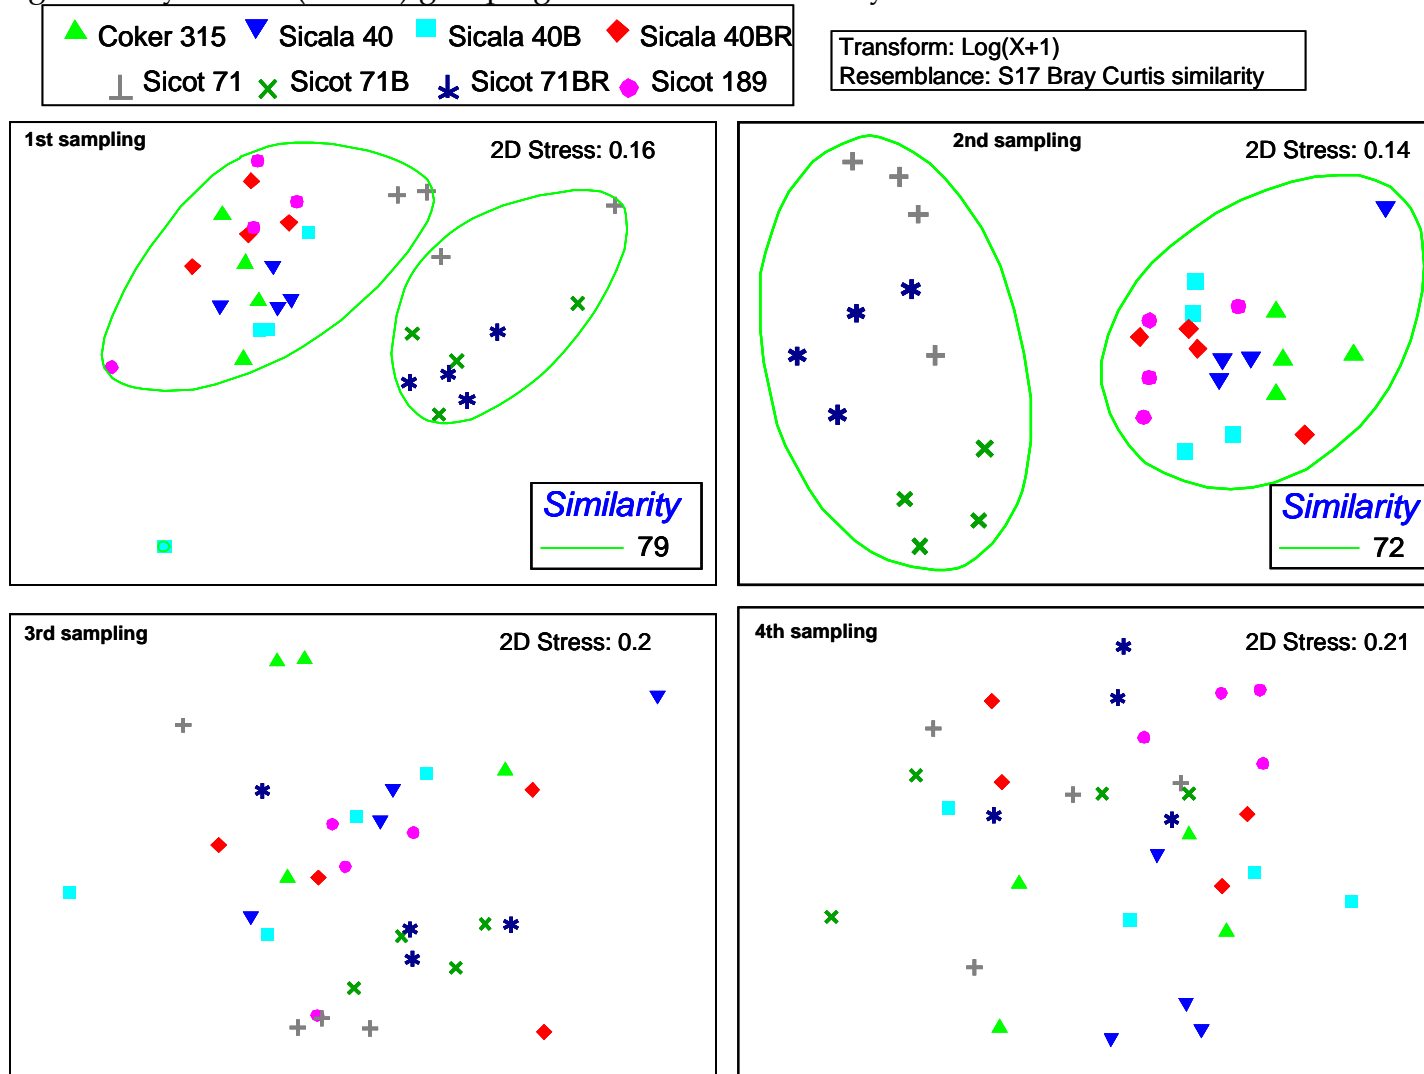 Coker 315 Sicala 40 Sicala 40B Sicala 40BR
Sicot 71 Sicot 71B Sicot 71BR Sicot 189
Transform: Log(X+1)
Resemblance: S17 Bray Curtis similarity
1st sampling
2D Stress: 0.16
Similarity
79
2nd sampling
2D Stress: 0.14
Similarity
72
3rd sampling
2D Stress: 0.2
4th sampling
2D Stress: 0.21